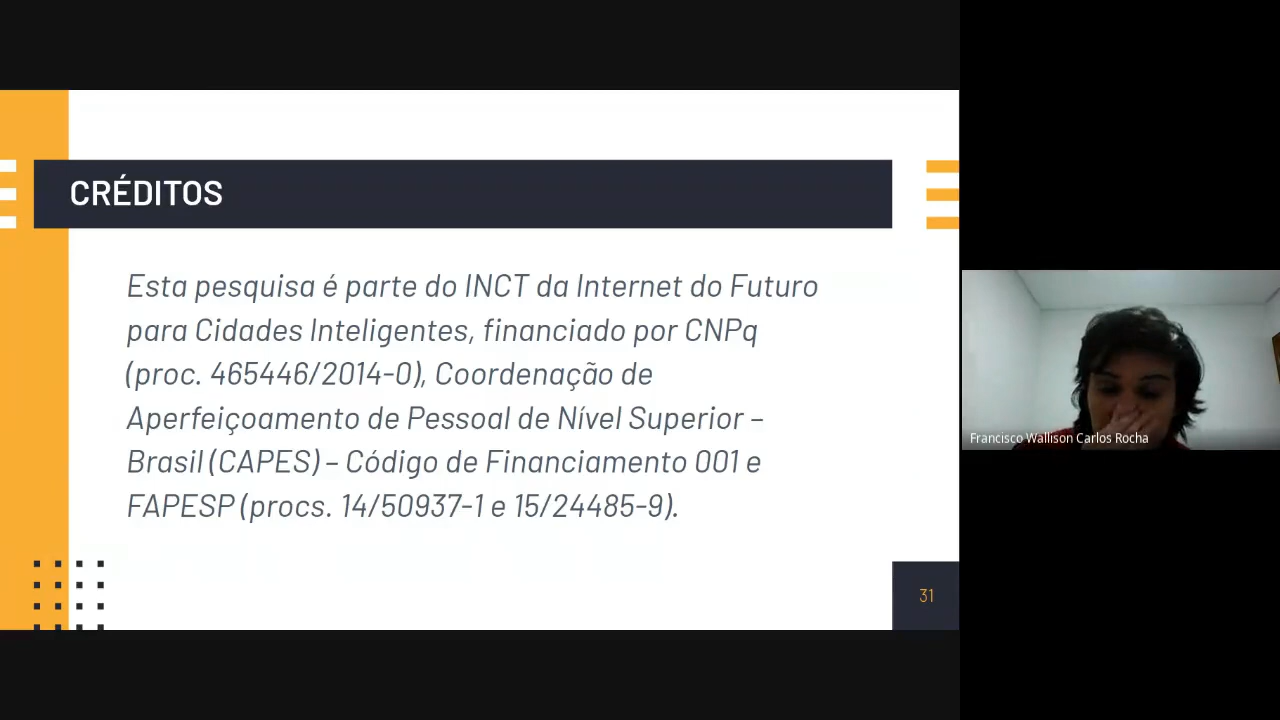 CRÉDITOS
Esta pesquisa é parte do INCT da Internet do Futuro
para Cidades Inteligentes, financiado por CNPq
(proc. 465446/2014-0), Coordenação de
Aperfeiçoamento de Pessoal de Nível Superior –
Brasil (CAPES) – Código de Financiamento 001 e
FAPESP (procs. 14/50937-1 e 15/24485-9).
31
Francisco Wallison Carlos Rocha